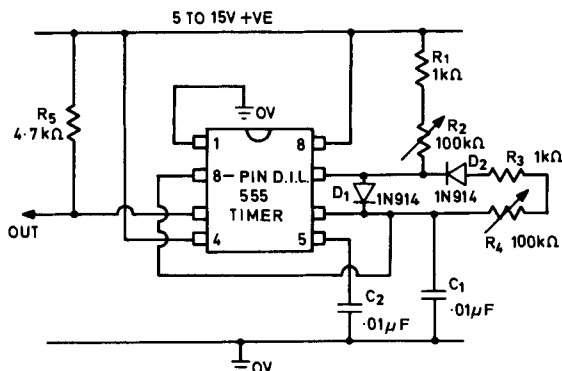 5 TO 15V +VE
R1
1kΩ
R5
4.7kΩ
0V
R2
100kΩ
1
8
8-PIN D.I.L.
555
TIMER
4
5
D1
1N914
D2
1N914
R3
1kΩ
R4
100kΩ
OUT
C2
.01µF
C1
.01µF
0V